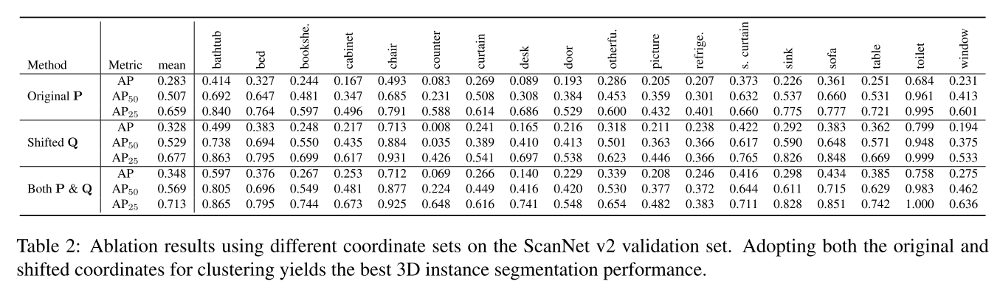 Method Metric mean bathtub bed bookshe. cabinet chair counter curtain desk door otherfu. picture refrige. s. curtain sink sofa table toilet window
AP 0.283 0.414 0.327 0.244 0.167 0.493 0.083 0.269 0.089 0.193 0.286 0.205 0.207 0.373 0.226 0.361 0.251 0.684 0.231
Original P AP50 0.507 0.692 0.647 0.481 0.347 0.685 0.231 0.508 0.308 0.384 0.453 0.359 0.301 0.632 0.537 0.660 0.531 0.961 0.413
AP25 0.659 0.840 0.764 0.597 0.496 0.791 0.588 0.614 0.686 0.529 0.600 0.432 0.401 0.660 0.775 0.777 0.721 0.995 0.601
AP 0.328 0.499 0.383 0.248 0.217 0.713 0.008 0.241 0.165 0.216 0.318 0.211 0.238 0.422 0.292 0.383 0.362 0.799 0.194
Shifted Q AP50 0.529 0.738 0.694 0.550 0.435 0.884 0.035 0.389 0.410 0.413 0.501 0.363 0.366 0.617 0.590 0.648 0.571 0.948 0.375
AP25 0.677 0.863 0.795 0.699 0.617 0.931 0.426 0.541 0.697 0.538 0.623 0.446 0.366 0.765 0.826 0.848 0.669 0.999 0.533
AP 0.348 0.597 0.376 0.267 0.253 0.712 0.069 0.266 0.140 0.229 0.339 0.208 0.246 0.416 0.298 0.434 0.385 0.758 0.275
Both P & Q AP50 0.569 0.805 0.696 0.549 0.481 0.877 0.224 0.449 0.416 0.420 0.530 0.377 0.372 0.644 0.611 0.715 0.629 0.983 0.462
AP25 0.713 0.865 0.795 0.744 0.673 0.925 0.648 0.616 0.741 0.548 0.654 0.482 0.383 0.711 0.828 0.851 0.742 1.000 0.636
Table 2: Ablation results using different coordinate sets on the ScanNet v2 validation set. Adopting both the original and
shifted coordinates for clustering yields the best 3D instance segmentation performance.